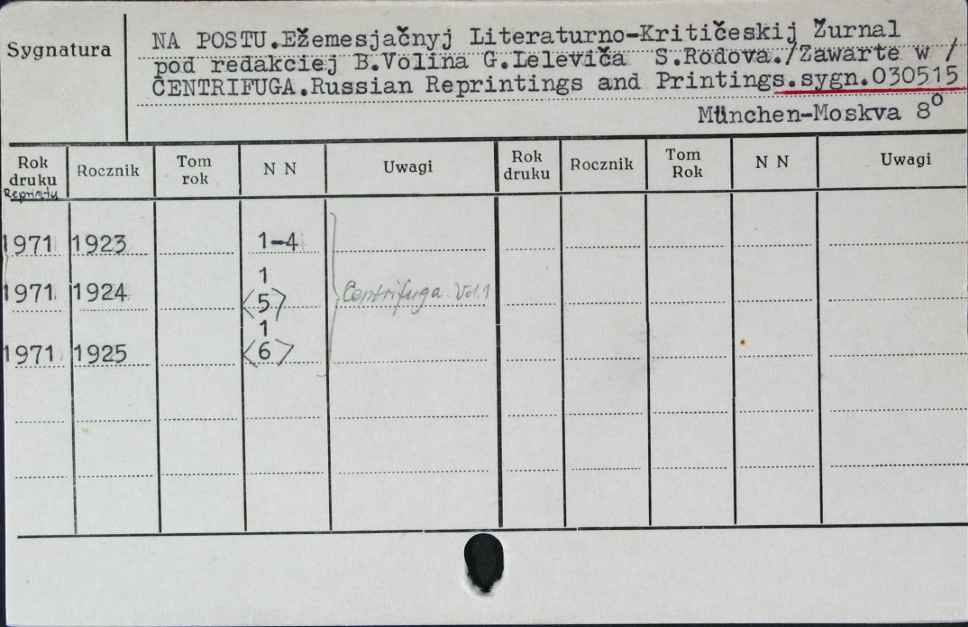 Sygnatura
NA POSTU.Ežemesjačnyj Literaturno-Kritičeskij Žurnal
pod redakciej B.Volina G.Leleviča S.Rodova./Zawarte w /
CENTRIFUGA.Russian Reprintings and Printings.sygn.030515
München-Moskva 8°
Rok druku Rocznik Tom rok N N Uwagi Rok druku Rocznik Tom Rok N N Uwagi
Reprintu
1971 1923 1-4
1971 1924 1 <5> Centrifuga Vol.1
1971 1925 1 <6>